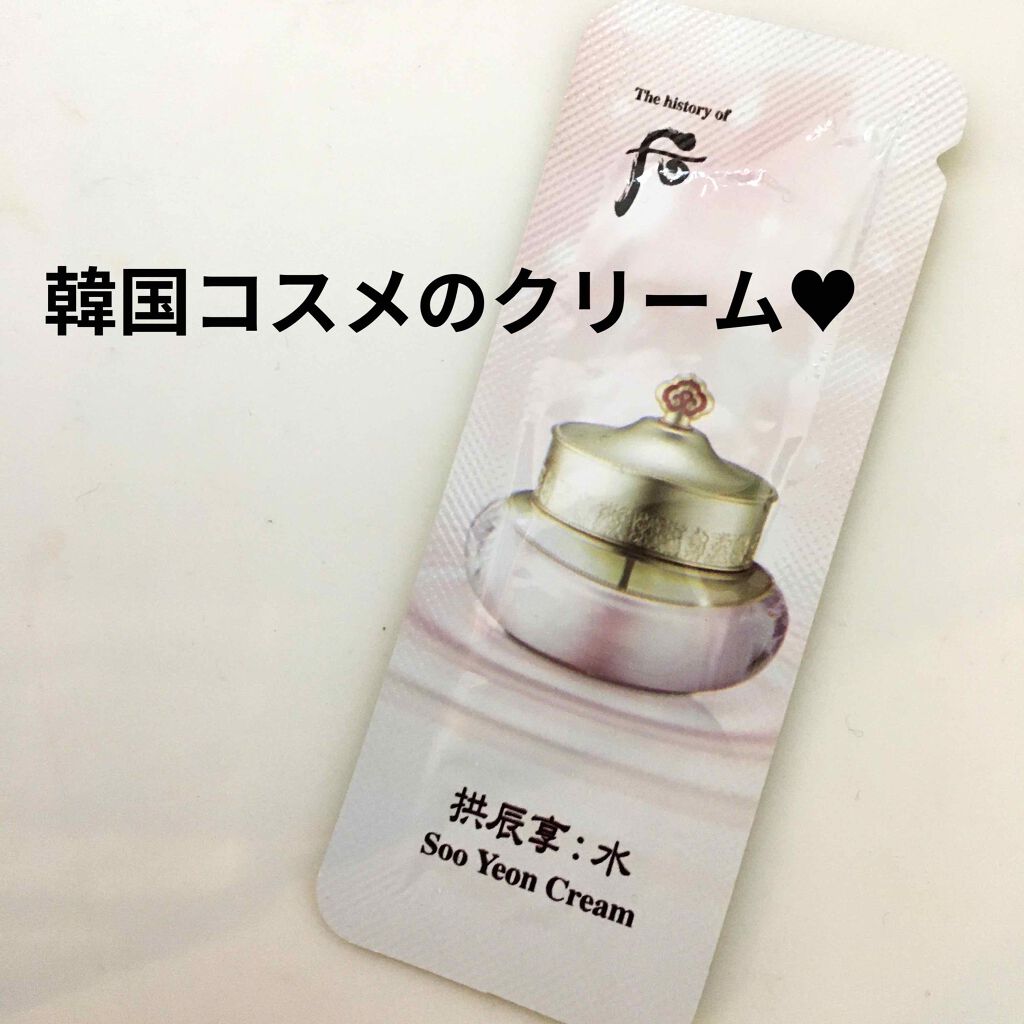 The history of
后
韓国コスメのクリーム♥
拱辰享:水
Soo Yeon Cream